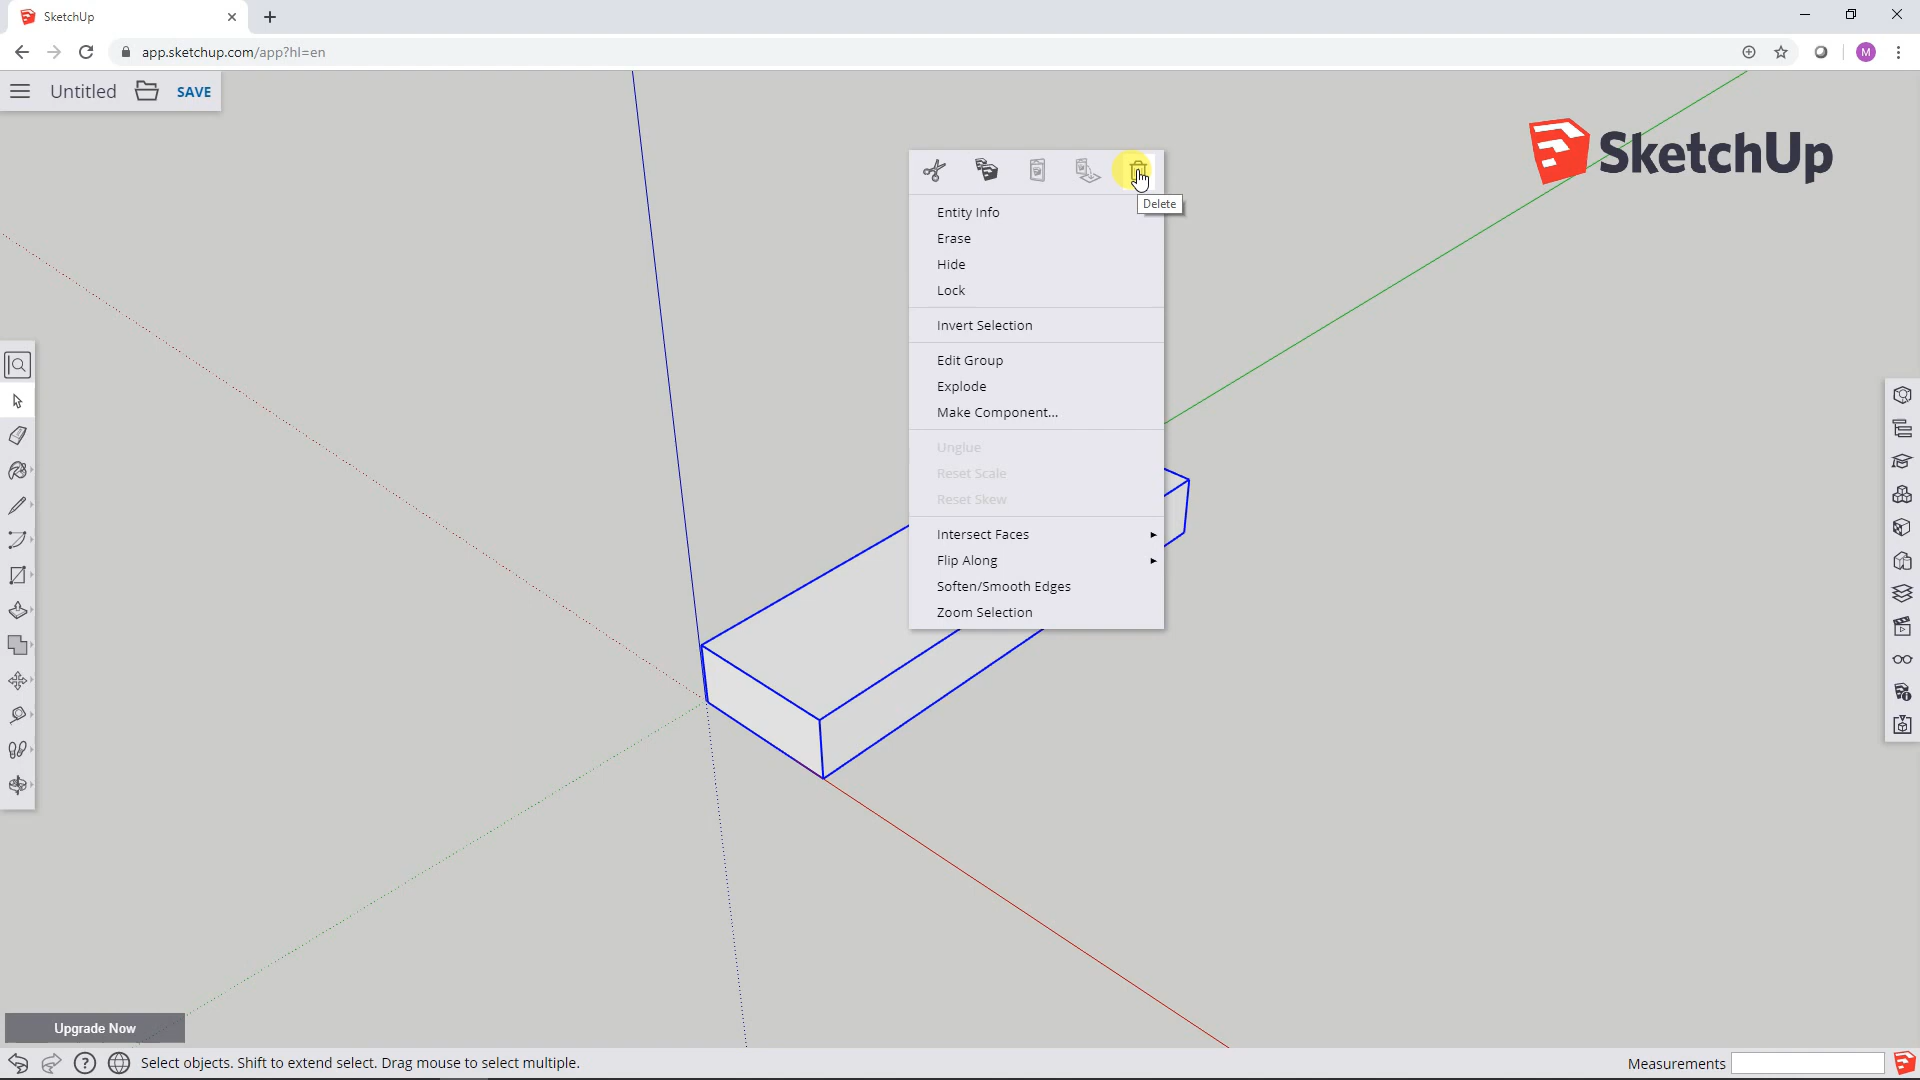 SketchUp
app.sketchup.com/app?hl=en
M
Untitled
SAVE
SketchUp
Delete
Entity Info
Erase
Hide
Lock
Invert Selection
Edit Group
Explode
Make Component...
Unglue
Reset Scale
Reset Skew
Intersect Faces
Flip Along
Soften/Smooth Edges
Zoom Selection
Upgrade Now
Select objects. Shift to extend select. Drag mouse to select multiple.
Measurements